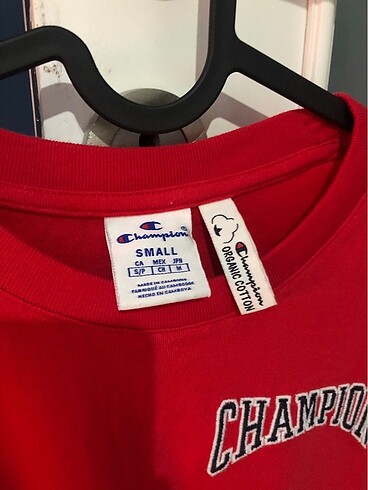 Champion
SMALL
CA MEX JPN
S/P CH M
MADE IN CAMBODIA
FABRIQUÉ AU CAMBODGE
HECHO EN CAMBOYA
Champion
ORGANIC COTTON
CHAMPION